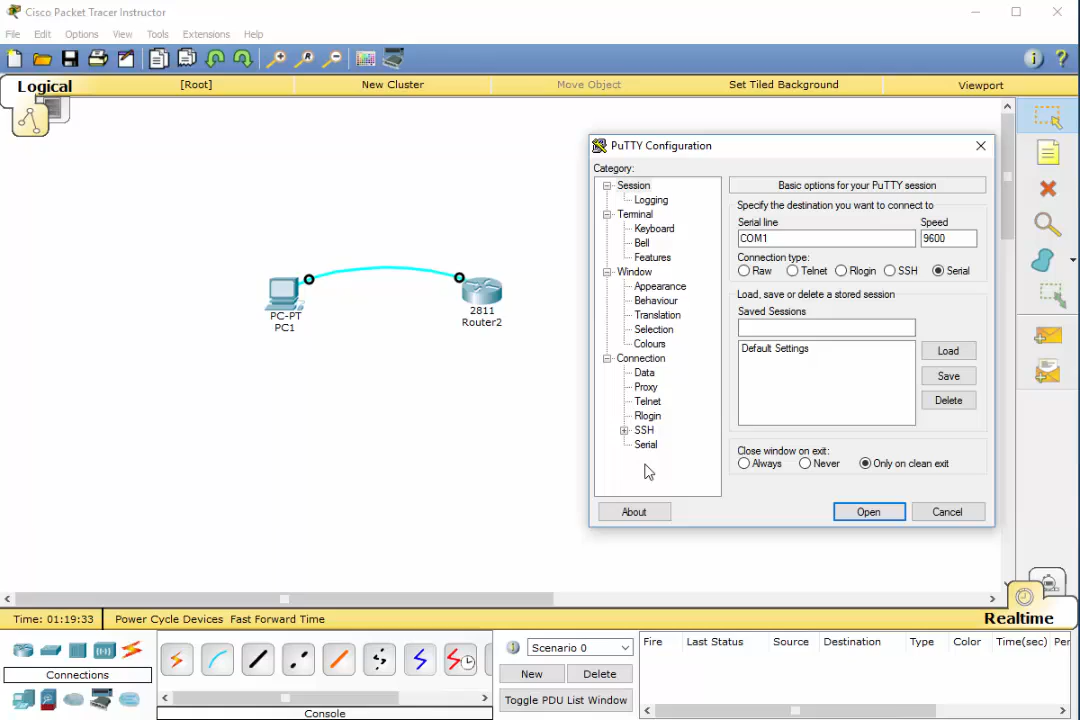 Cisco Packet Tracer Instructor
File Edit Options View Tools Extensions Help
Logical [Root] New Cluster Move Object Set Tiled Background Viewport
PC-PT
PC1
2811
Router2
PuTTY Configuration
Category:
Session
Logging
Terminal
Keyboard
Bell
Features
Window
Appearance
Behaviour
Translation
Selection
Colours
Connection
Data
Proxy
Telnet
Rlogin
SSH
Serial
Basic options for your PuTTY session
Specify the destination you want to connect to
Serial line Speed
COM1 9600
Connection type:
Raw Telnet Rlogin SSH Serial
Load, save or delete a stored session
Saved Sessions
Default Settings
Load
Save
Delete
Close window on exit:
Always Never Only on clean exit
About Open Cancel
Time: 01:19:33 Power Cycle Devices Fast Forward Time Realtime
Connections
Console
Scenario 0
New Delete
Toggle PDU List Window
Fire Last Status Source Destination Type Color Time(sec) Per